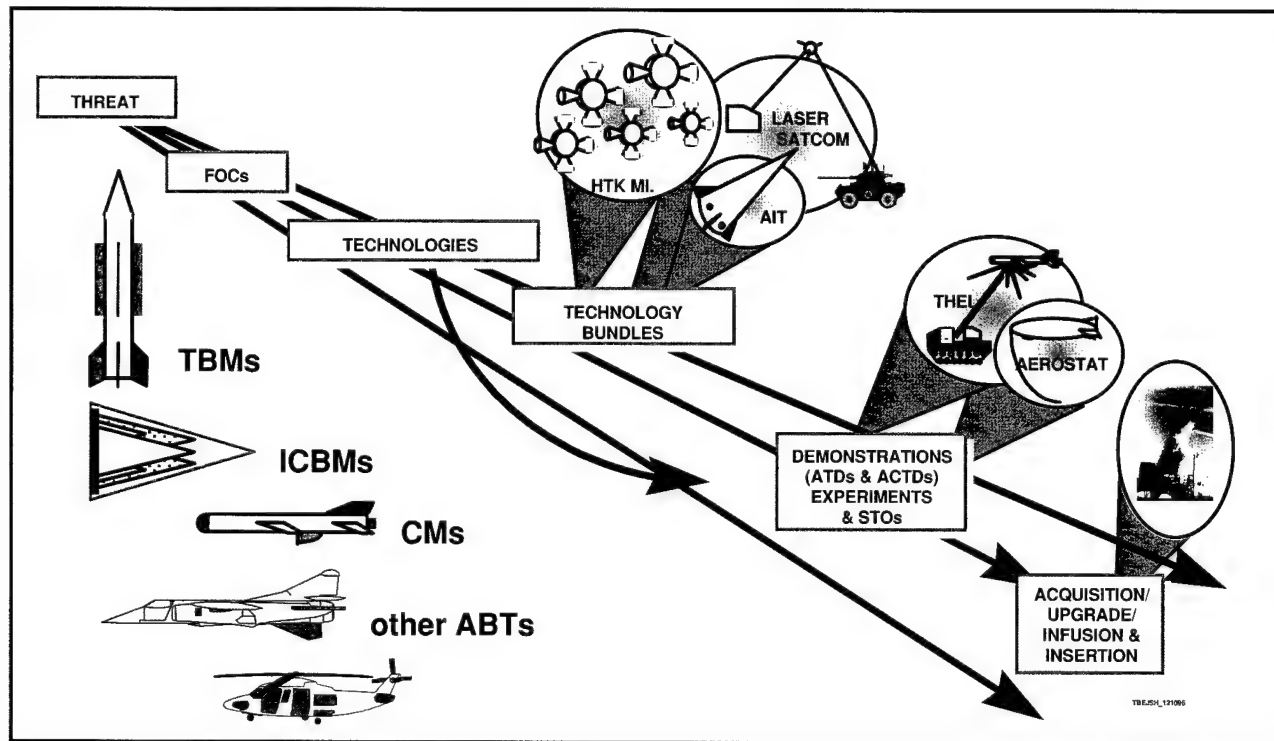 THREAT
FOCs
TECHNOLOGIES
TECHNOLOGY
BUNDLES
HTK MI.
LASER
SATCOM
AIT
THEL
AEROSTAT
DEMONSTRATIONS
(ATDs & ACTDs)
EXPERIMENTS
& STOs
ACQUISITION/
UPGRADE/
INFUSION &
INSERTION
TBMs
ICBMs
CMs
other ABTs
TBEJSH_121096